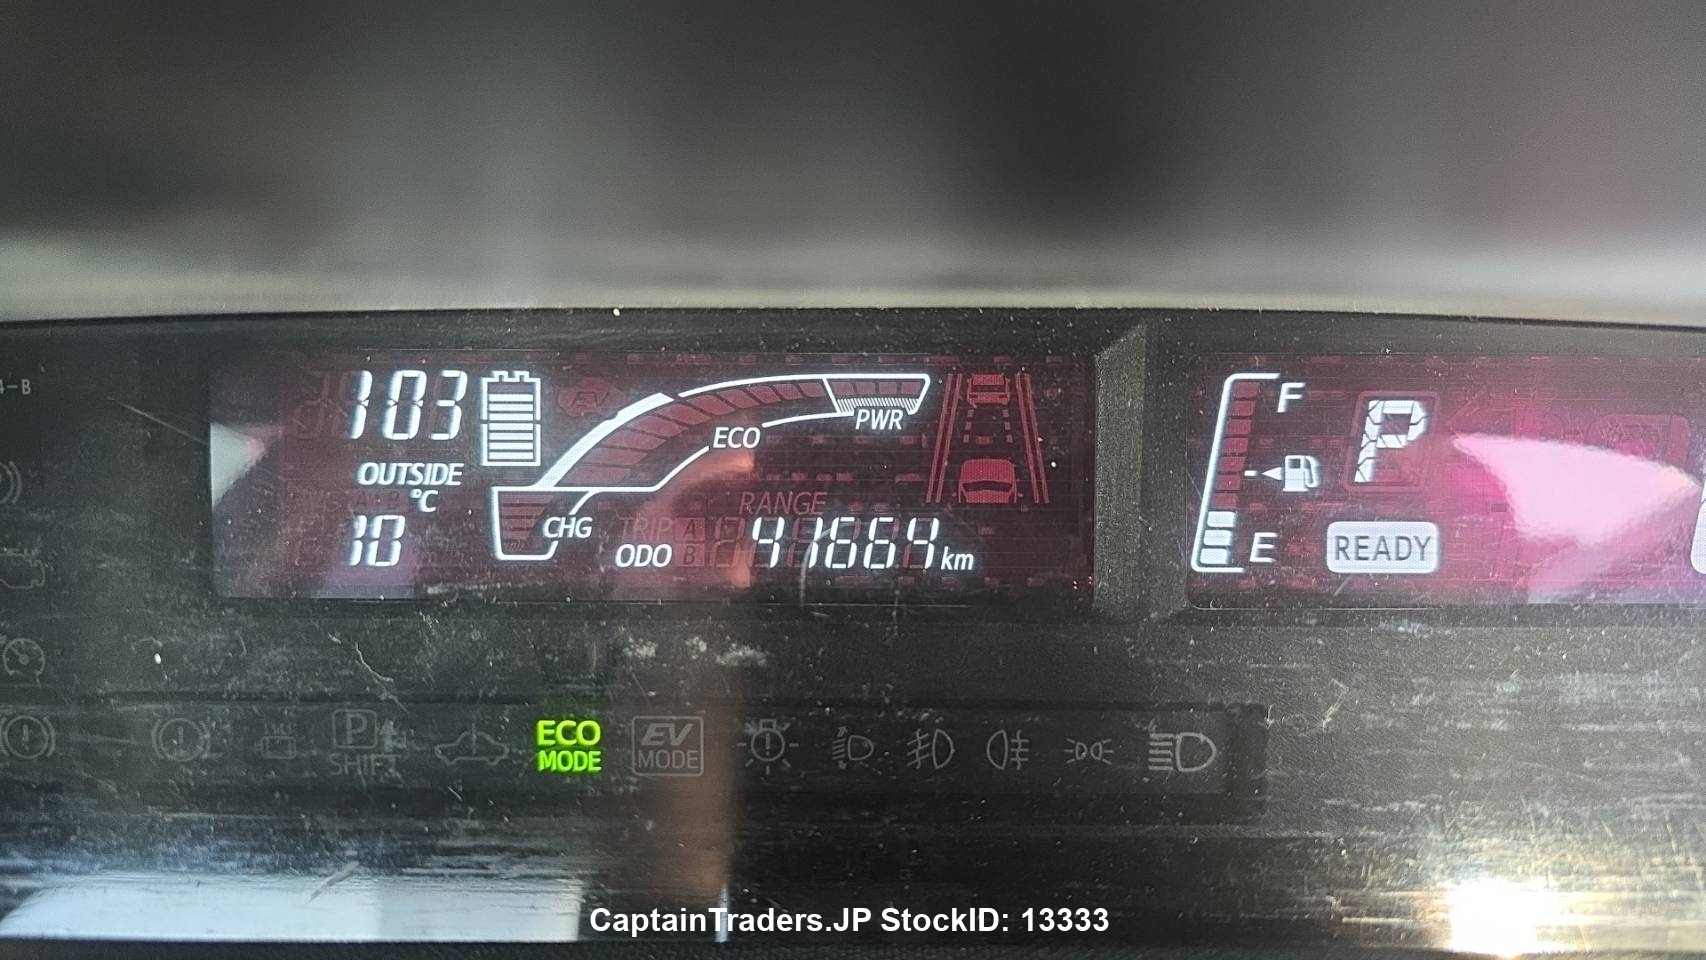 103
OUTSIDE
°C
10
EV
PWR
ECO
CHG
RANGE
TRIP A B
ODO 41664 km
F
E
P
READY
P
SHIFT
ECO
MODE
EV
MODE
CaptainTraders.JP StockID: 13333